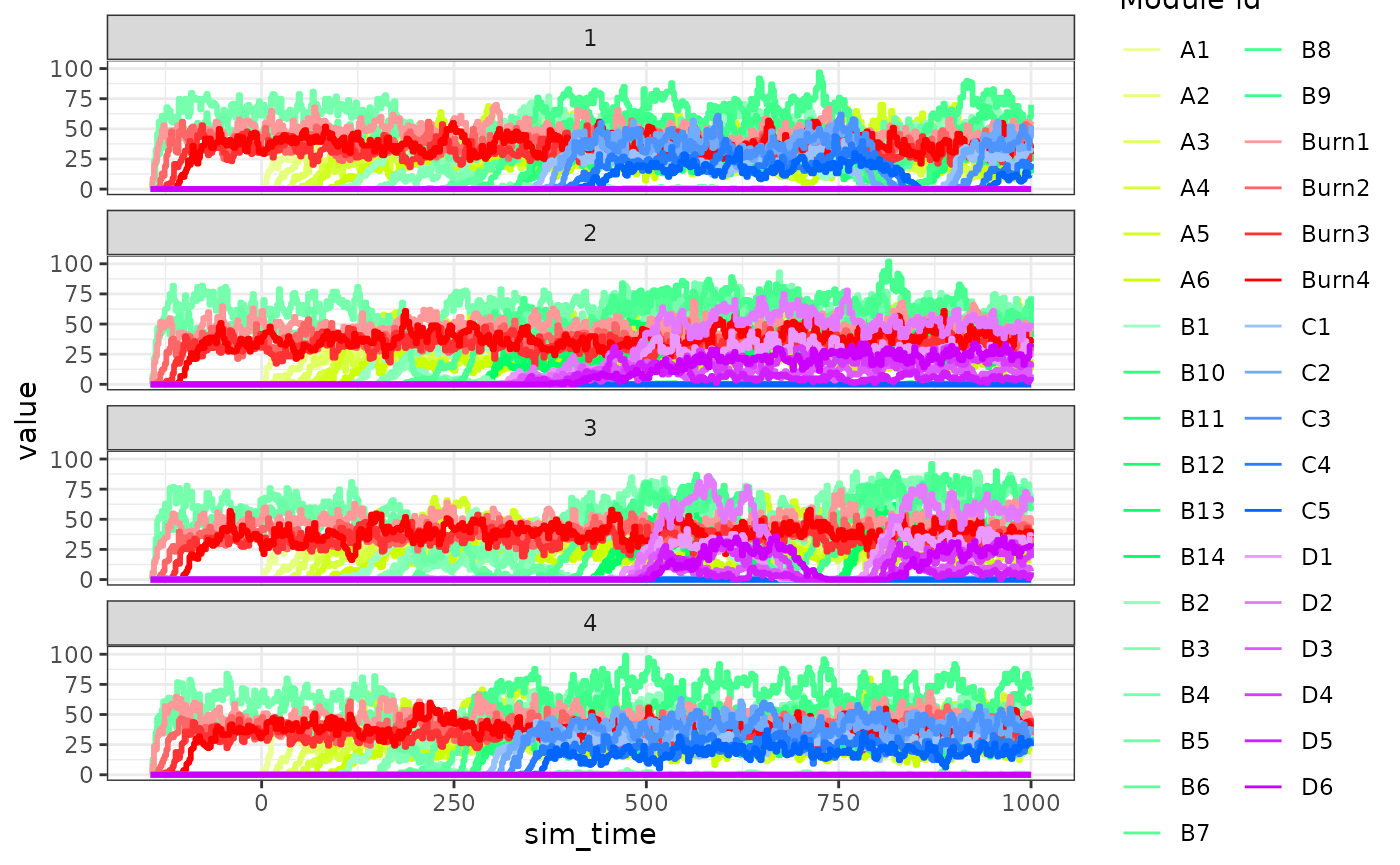 Module id
1
100
75
50
25
0
2
100
75
50
25
0
3
100
75
50
25
0
4
100
75
50
25
0
0 250 500 750 1000
sim_time
value
A1 B8
A2 B9
A3 Burn1
A4 Burn2
A5 Burn3
A6 Burn4
B1 C1
B10 C2
B11 C3
B12 C4
B13 C5
B14 D1
B2 D2
B3 D3
B4 D4
B5 D5
B6 D6
B7